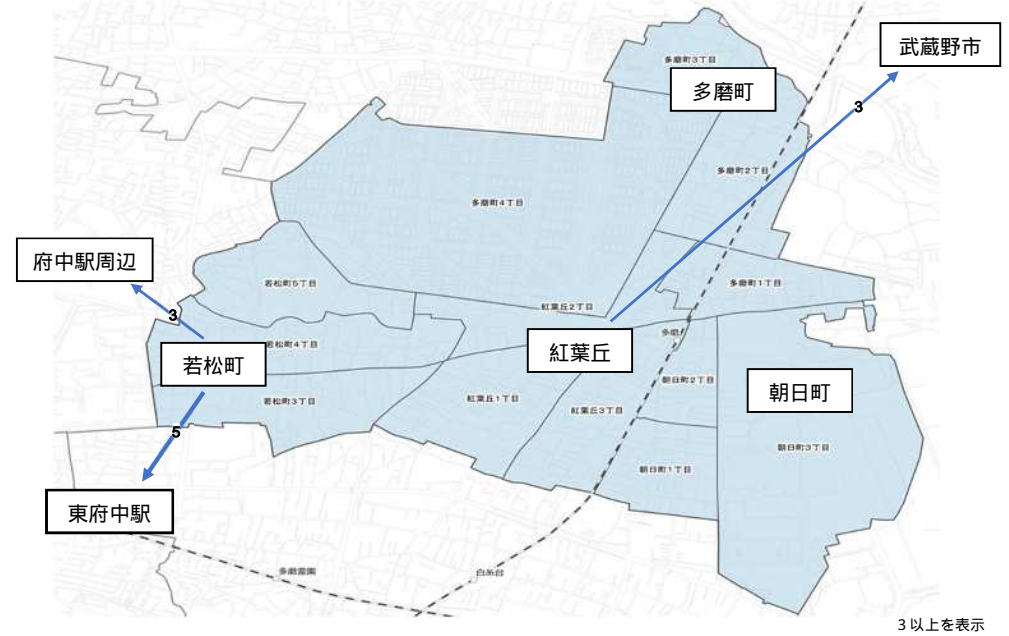 武蔵野市
多磨町3丁目
多磨町
3
多磨町2丁目
多磨町4丁目
府中駅周辺
若松町5丁目
多磨町1丁目
紅葉丘2丁目
3
多磨
若松町4丁目
紅葉丘
若松町
朝日町2丁目
朝日町
若松町3丁目
紅葉丘1丁目
紅葉丘3丁目
5
朝日町3丁目
朝日町1丁目
東府中駅
多磨霊園
白糸台
3以上を表示